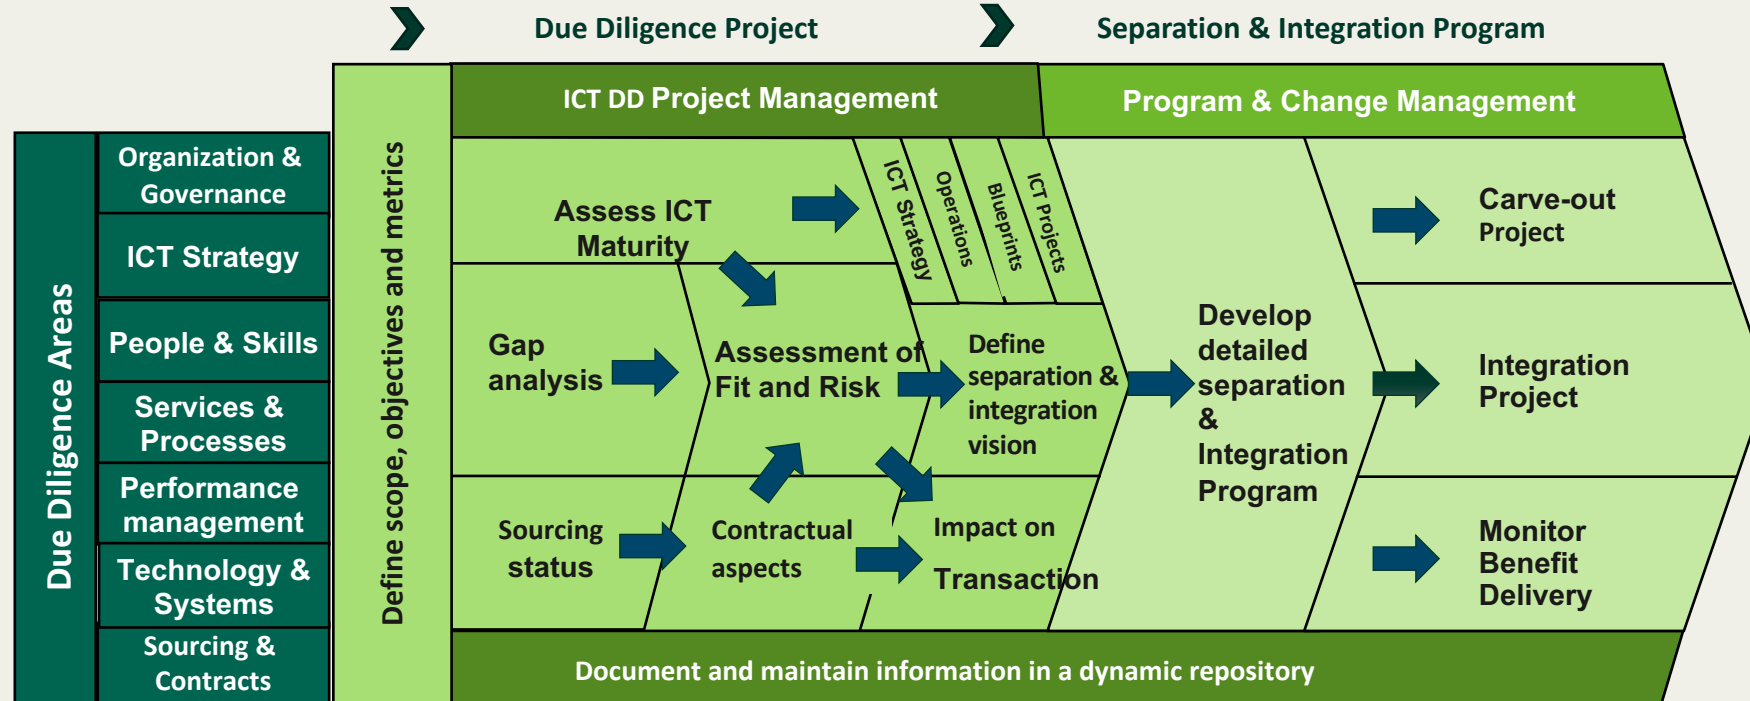 Due Diligence Project
Separation & Integration Program
ICT DD Project Management
Program & Change Management
Due Diligence Areas
Organization &
Governance
ICT Strategy
People & Skills
Services &
Processes
Performance
management
Technology &
Systems
Sourcing &
Contracts
Define scope, objectives and metrics
Assess ICT
Maturity
ICT Strategy
Operations
Blueprints
ICT Projects
Gap
analysis
Assessment of
Fit and Risk
Define
separation &
integration
vision
Sourcing
status
Contractual
aspects
Impact on
Transaction
Develop
detailed
separation
&
Integration
Program
Carve-out
Project
Integration
Project
Monitor
Benefit
Delivery
Document and maintain information in a dynamic repository